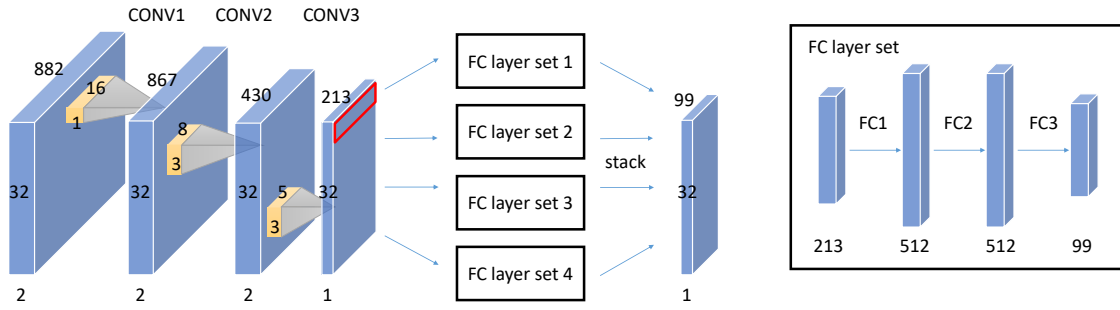 CONV1
CONV2
CONV3
882
16
1
32
2
867
8
3
32
2
430
5
3
32
2
213
32
1
FC layer set 1
FC layer set 2
FC layer set 3
FC layer set 4
stack
99
32
1
FC layer set
FC1
FC2
FC3
213
512
512
99